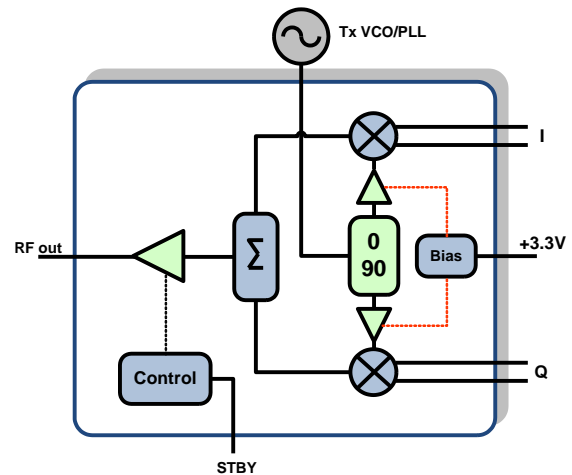 Tx VCO/PLL
I
RF out
Σ
0
90
Bias
+3.3V
Control
Q
STBY